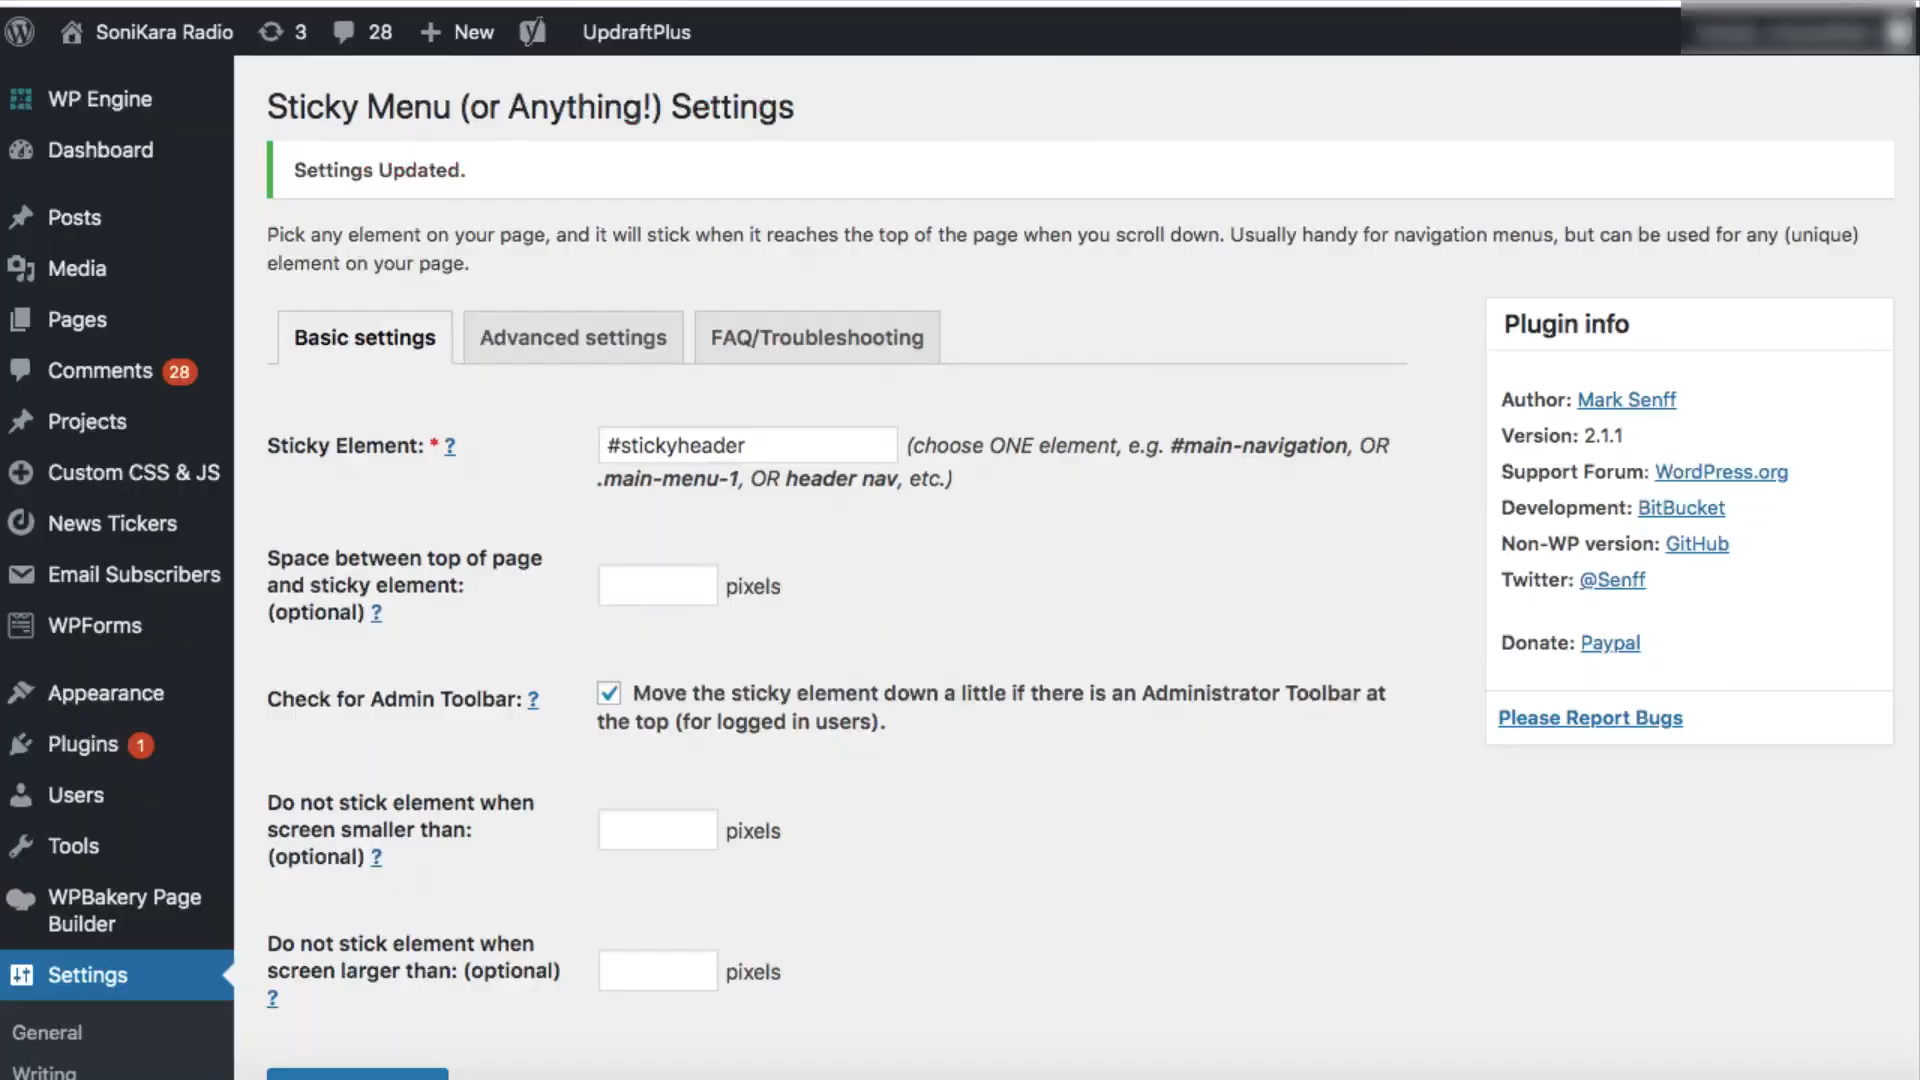 SoniKara Radio 3 28 New UpdraftPlus
WP Engine
Dashboard
Posts
Media
Pages
Comments 28
Projects
Custom CSS & JS
News Tickers
Email Subscribers
WPForms
Appearance
Plugins 1
Users
Tools
WPBakery Page
Builder
Settings
General
Writing
Sticky Menu (or Anything!) Settings
Settings Updated.
Pick any element on your page, and it will stick when it reaches the top of the page when you scroll down. Usually handy for navigation menus, but can be used for any (unique)
element on your page.
Basic settings Advanced settings FAQ/Troubleshooting
Sticky Element: * ? #stickyheader (choose ONE element, e.g. #main-navigation, OR
.main-menu-1, OR header nav, etc.)
Space between top of page
and sticky element:
(optional) ?
pixels
Check for Admin Toolbar: ? Move the sticky element down a little if there is an Administrator Toolbar at
the top (for logged in users).
Do not stick element when
screen smaller than:
(optional) ?
pixels
Do not stick element when
screen larger than: (optional)
?
pixels
Plugin info
Author: Mark Senff
Version: 2.1.1
Support Forum: WordPress.org
Development: BitBucket
Non-WP version: GitHub
Twitter: @Senff
Donate: Paypal
Please Report Bugs